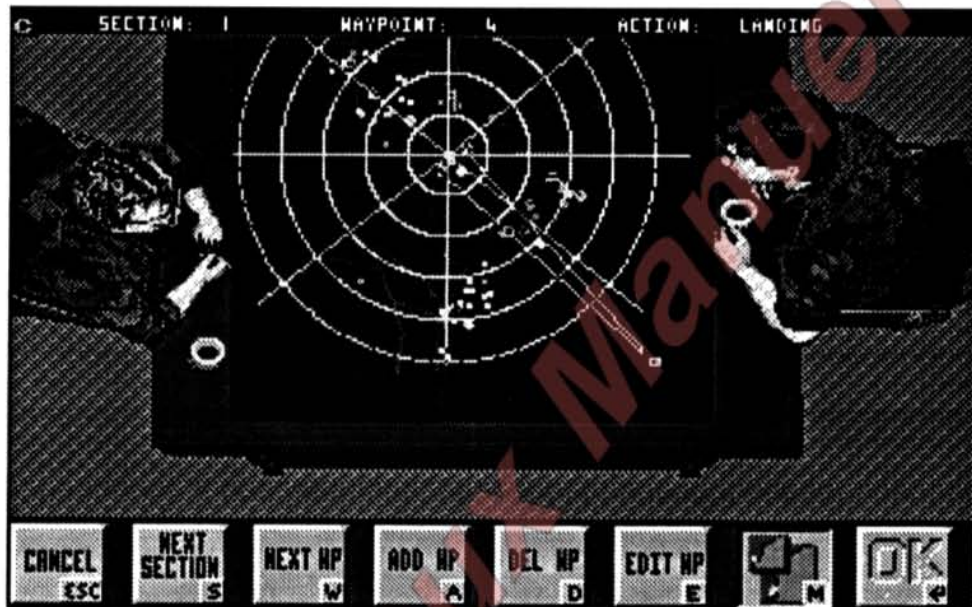 SECTION: 1 WAYPOINT: 4 ACTION: LANDING
CANCEL ESC
NEXT SECTION S
NEXT WP W
ADD WP A
DEL WP D
EDIT WP E
M
OK